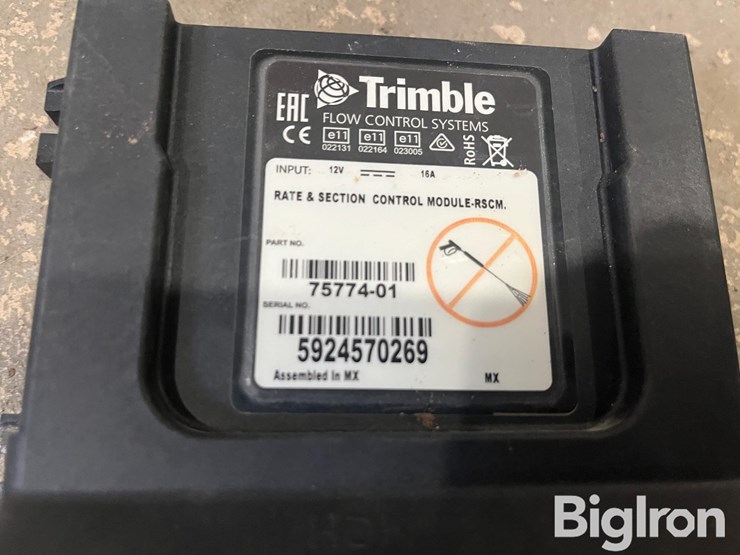 Trimble
EAC
FLOW CONTROL SYSTEMS
CE e11 e11 e11 RoHS
022131 022164 023005
INPUT: 12V 16A
RATE & SECTION CONTROL MODULE-RSCM.
PART NO.
75774-01
SERIAL NO.
5924570269
Assembled In MX MX
BigIron